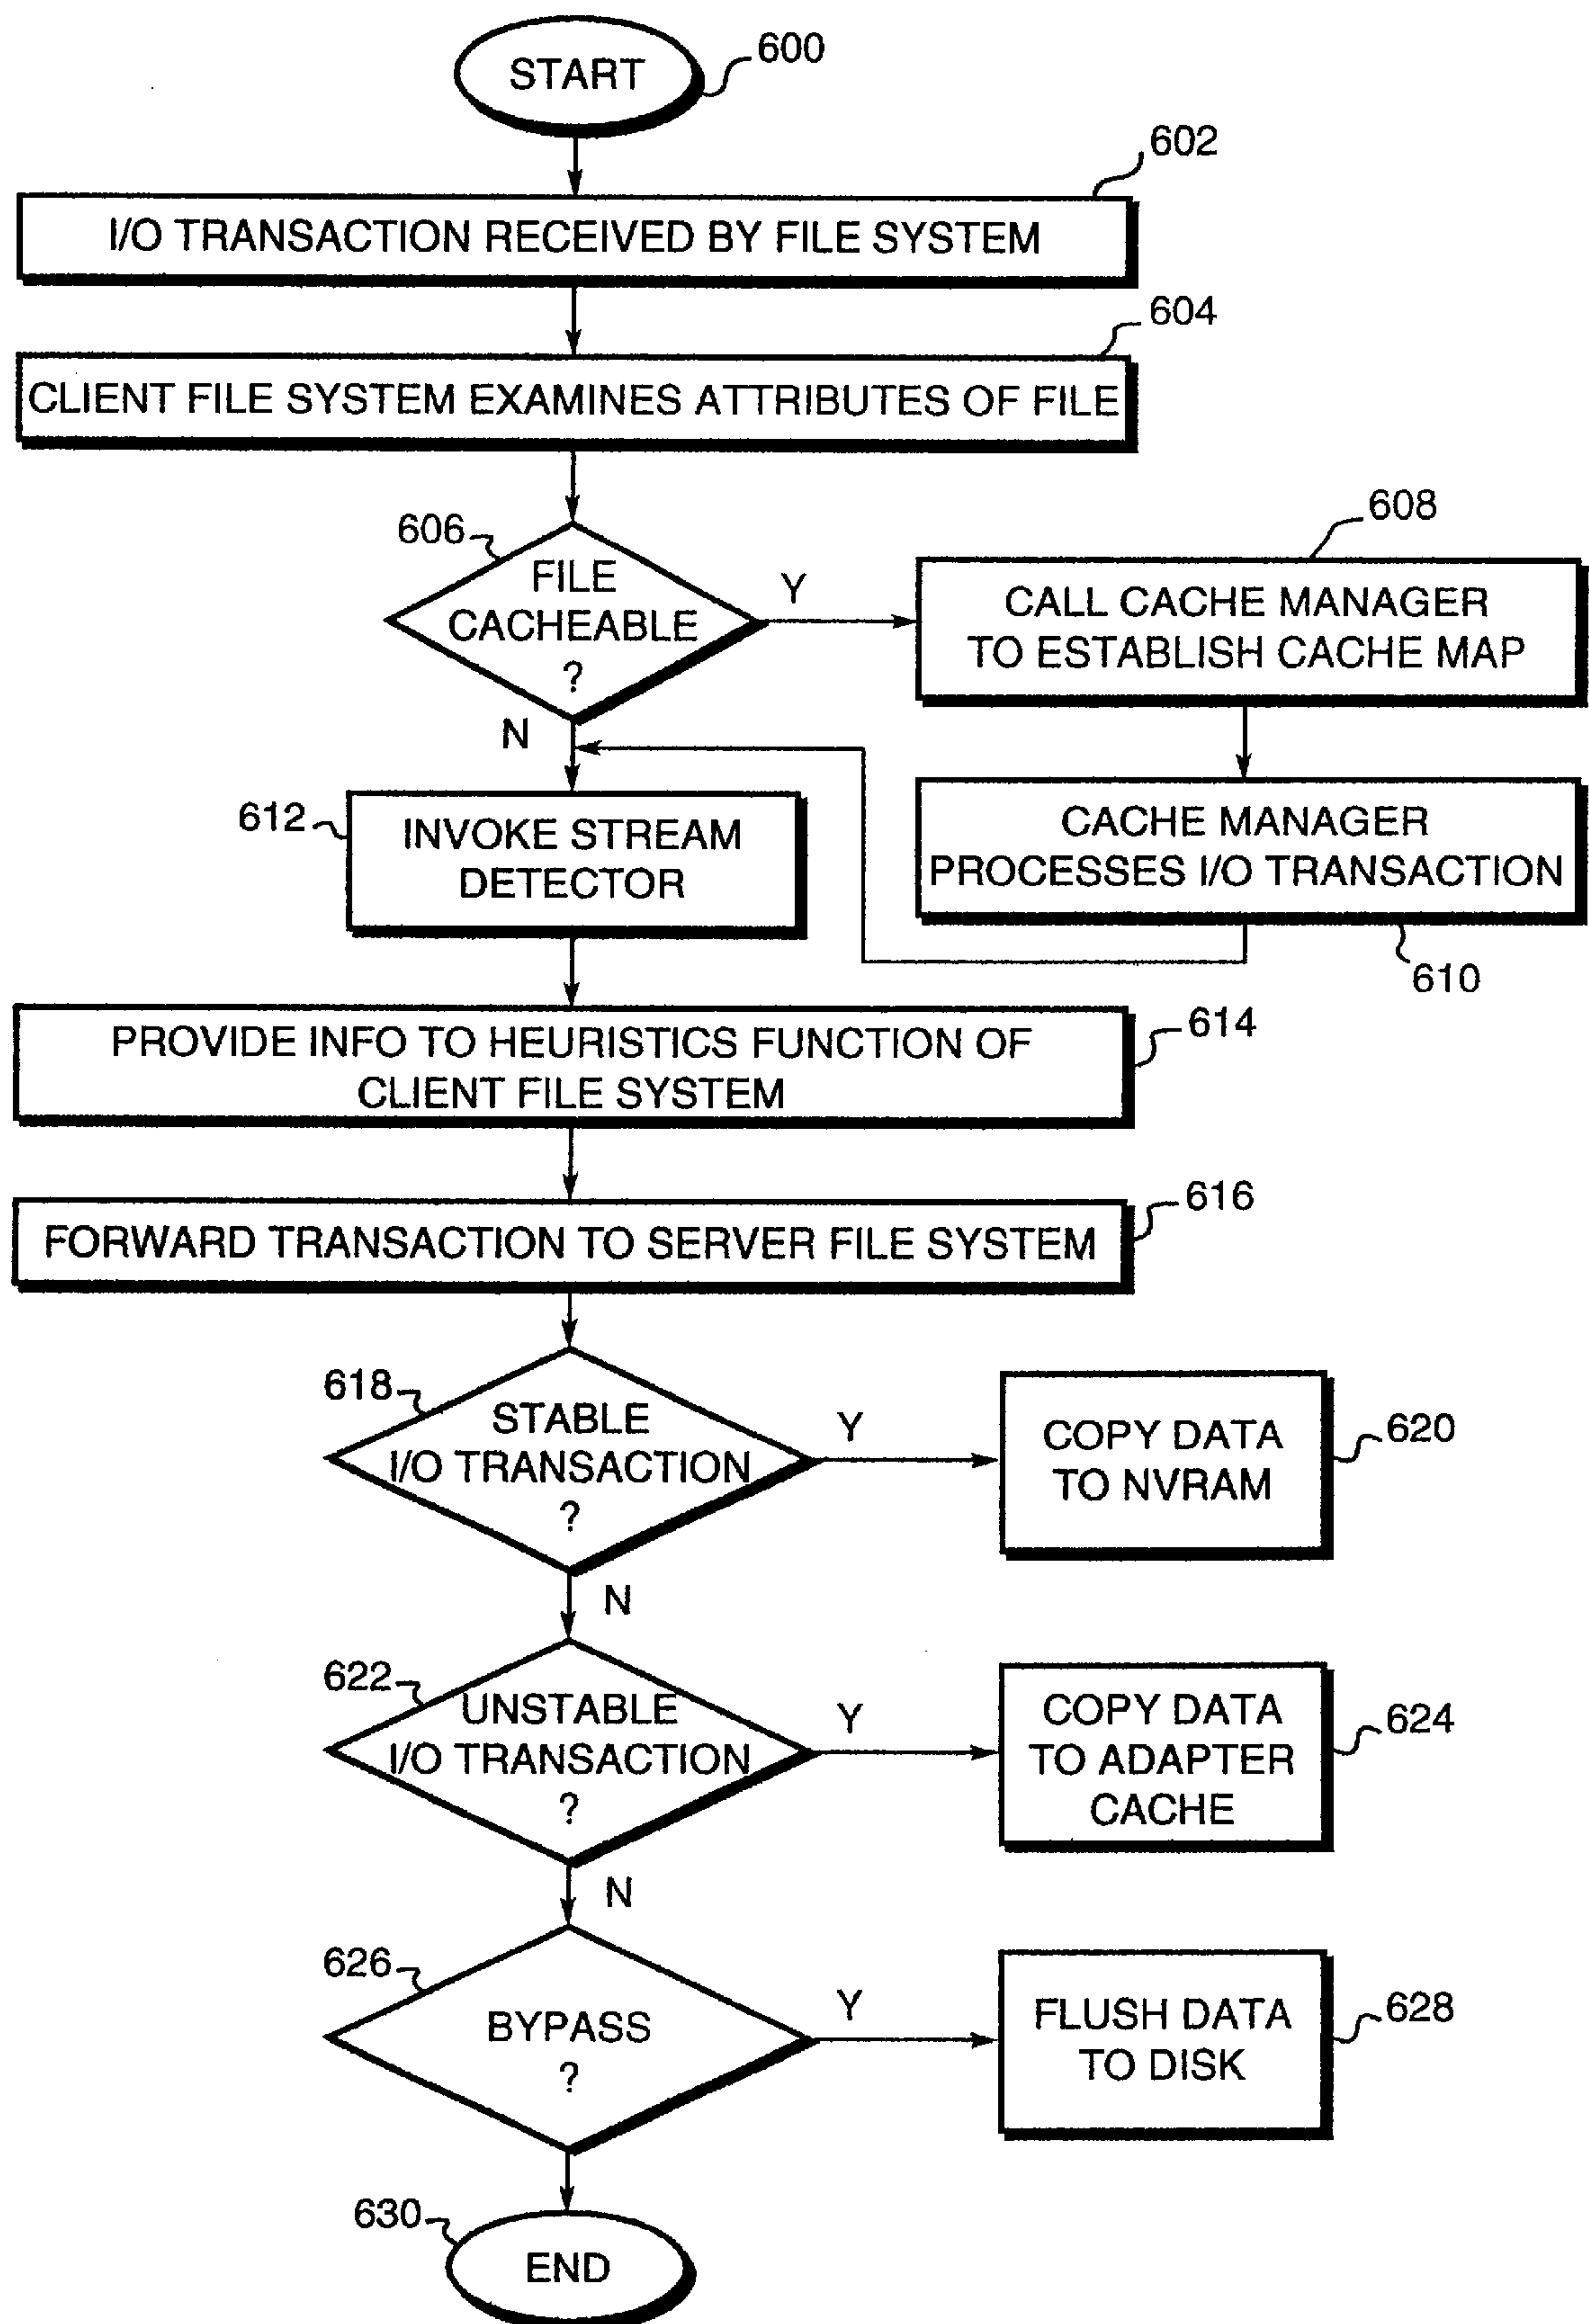 START
600
602
I/O TRANSACTION RECEIVED BY FILE SYSTEM
604
CLIENT FILE SYSTEM EXAMINES ATTRIBUTES OF FILE
606
FILE
CACHEABLE
?
Y
N
608
CALL CACHE MANAGER
TO ESTABLISH CACHE MAP
CACHE MANAGER
PROCESSES I/O TRANSACTION
610
612
INVOKE STREAM
DETECTOR
PROVIDE INFO TO HEURISTICS FUNCTION OF
CLIENT FILE SYSTEM
614
FORWARD TRANSACTION TO SERVER FILE SYSTEM
616
618
STABLE
I/O TRANSACTION
?
Y
N
COPY DATA
TO NVRAM
620
622
UNSTABLE
I/O TRANSACTION
?
Y
N
COPY DATA
TO ADAPTER
CACHE
624
626
BYPASS
?
Y
FLUSH DATA
TO DISK
628
630
END